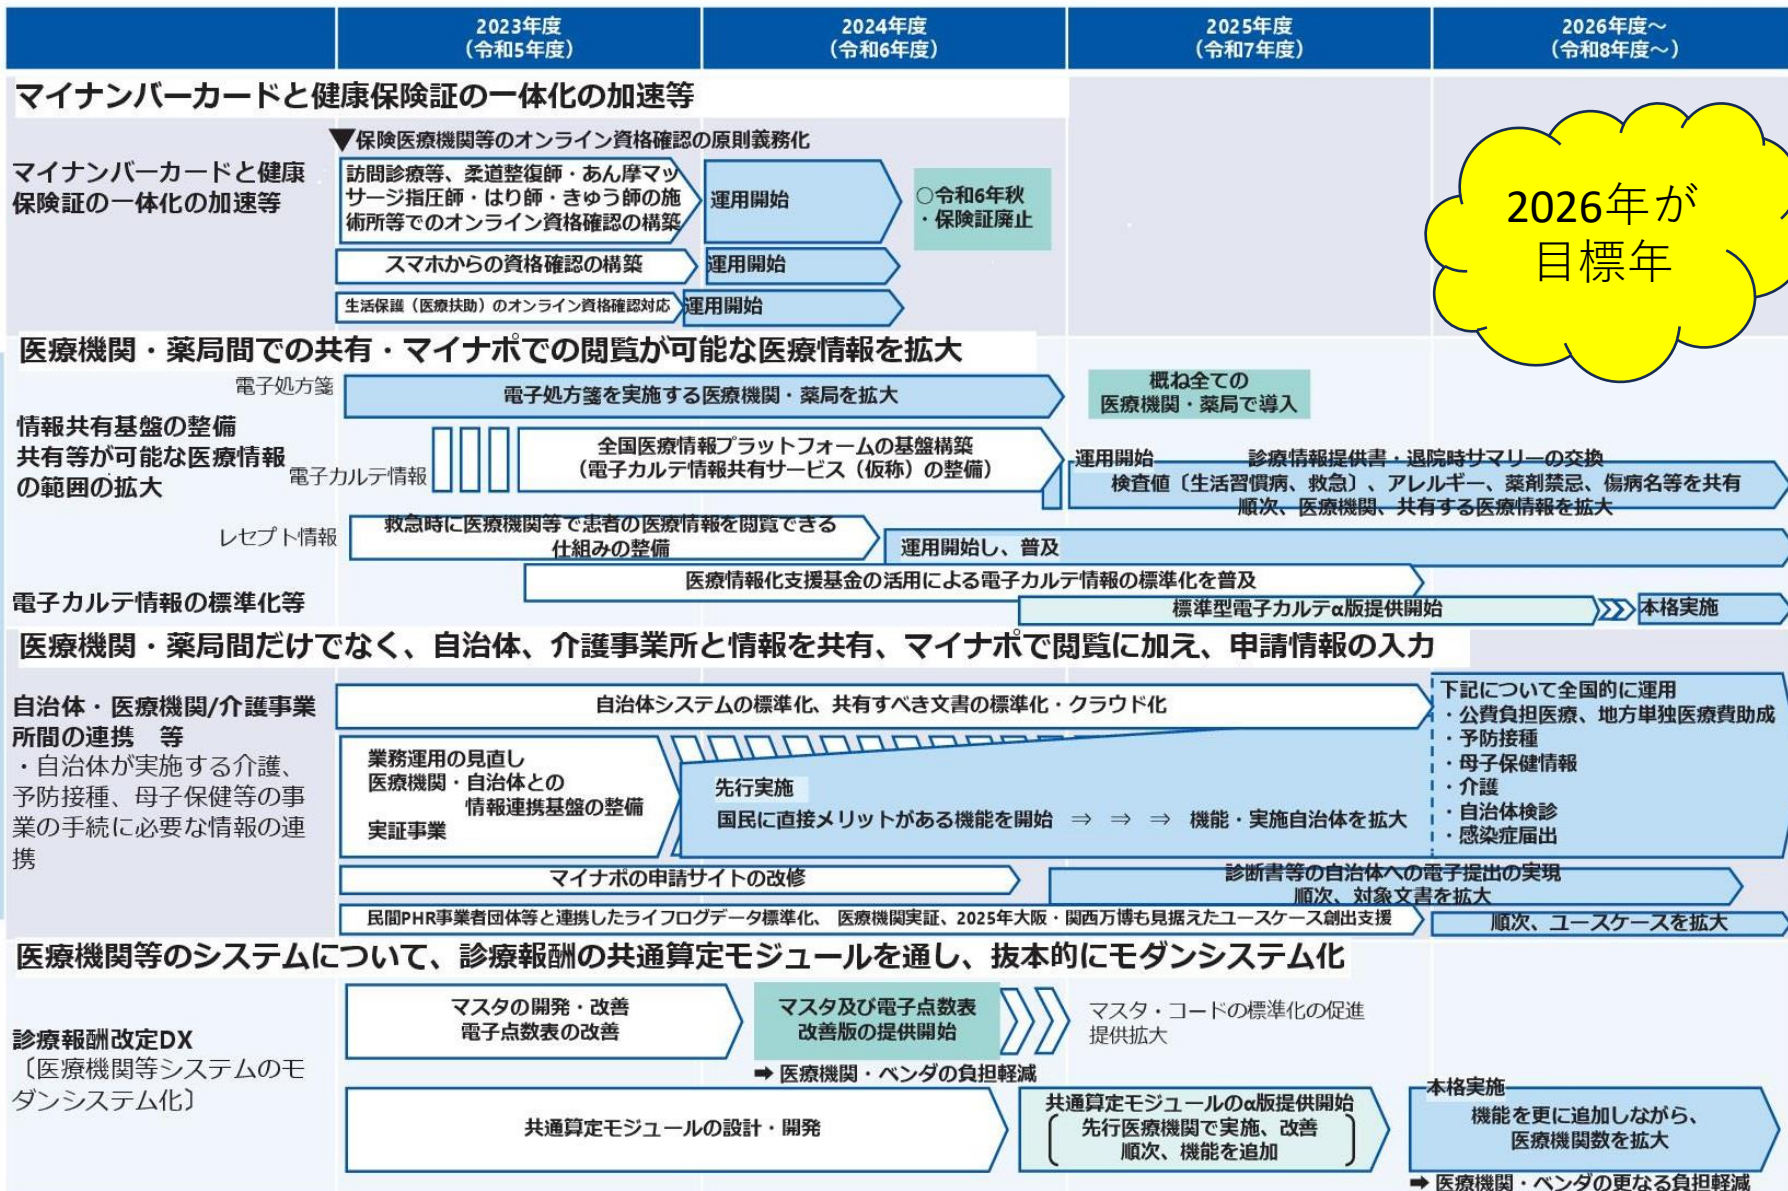 2023年度
（令和5年度）
2024年度
（令和6年度）
2025年度
（令和7年度）
2026年度～
（令和8年度～）
マイナンバーカードと健康保険証の一体化の加速等
▼保険医療機関等のオンライン資格確認の原則義務化
マイナンバーカードと健康
保険証の一体化の加速等
訪問診療等、柔道整復師・あん摩マッ
サージ指圧師・はり師・きゅう師の施
術所等でのオンライン資格確認の構築
運用開始
○令和6年秋
・保険証廃止
2026年が
目標年
スマホからの資格確認の構築
運用開始
生活保護（医療扶助）のオンライン資格確認対応
運用開始
医療機関・薬局間での共有・マイナポでの閲覧が可能な医療情報を拡大
電子処方箋
電子処方箋を実施する医療機関・薬局を拡大
概ね全ての
医療機関・薬局で導入
情報共有基盤の整備
共有等が可能な医療情報
の範囲の拡大
電子カルテ情報
全国医療情報プラットフォームの基盤構築
（電子カルテ情報共有サービス（仮称）の整備）
運用開始
診療情報提供書・退院時サマリーの交換
検査値〔生活習慣病、救急〕、アレルギー、薬剤禁忌、傷病名等を共有
順次、医療機関、共有する医療情報を拡大
レセプト情報
救急時に医療機関等で患者の医療情報を閲覧できる
仕組みの整備
運用開始し、普及
電子カルテ情報の標準化等
医療情報化支援基金の活用による電子カルテ情報の標準化を普及
標準型電子カルテα版提供開始
本格実施
医療機関・薬局間だけでなく、自治体、介護事業所と情報を共有、マイナポで閲覧に加え、申請情報の入力
自治体・医療機関/介護事業
所間の連携　等
・自治体が実施する介護、
予防接種、母子保健等の事
業の手続に必要な情報の連
携
自治体システムの標準化、共有すべき文書の標準化・クラウド化
下記について全国的に運用
・公費負担医療、地方単独医療費助成
・予防接種
・母子保健情報
・介護
・自治体検診
・感染症届出
業務運用の見直し
医療機関・自治体との
情報連携基盤の整備
実証事業
先行実施
国民に直接メリットがある機能を開始　⇒　⇒　⇒　機能・実施自治体を拡大
マイナポの申請サイトの改修
診断書等の自治体への電子提出の実現
順次、対象文書を拡大
民間PHR事業者団体等と連携したライフログデータ標準化、 医療機関実証、2025年大阪・関西万博も見据えたユースケース創出支援
順次、ユースケースを拡大
医療機関等のシステムについて、診療報酬の共通算定モジュールを通し、抜本的にモダンシステム化
診療報酬改定DX
〔医療機関等システムのモ
ダンシステム化〕
マスタの開発・改善
電子点数表の改善
マスタ及び電子点数表
改善版の提供開始
マスタ・コードの標準化の促進
提供拡大
➡ 医療機関・ベンダの負担軽減
共通算定モジュールの設計・開発
共通算定モジュールのα版提供開始
先行医療機関で実施、改善
順次、機能を追加
本格実施
機能を更に追加しながら、
医療機関数を拡大
➡ 医療機関・ベンダの更なる負担軽減